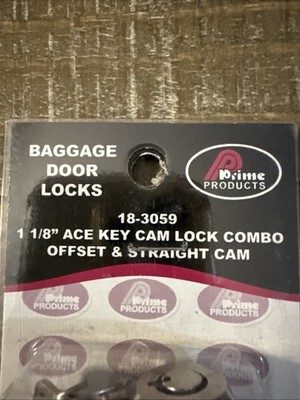 BAGGAGE
DOOR
LOCKS
Prime
PRODUCTS
18-3059
1 1/8" ACE KEY CAM LOCK COMBO
OFFSET & STRAIGHT CAM
Prime
PRODUCTS
Prime
PRODUCTS
Prime
PRODUCTS